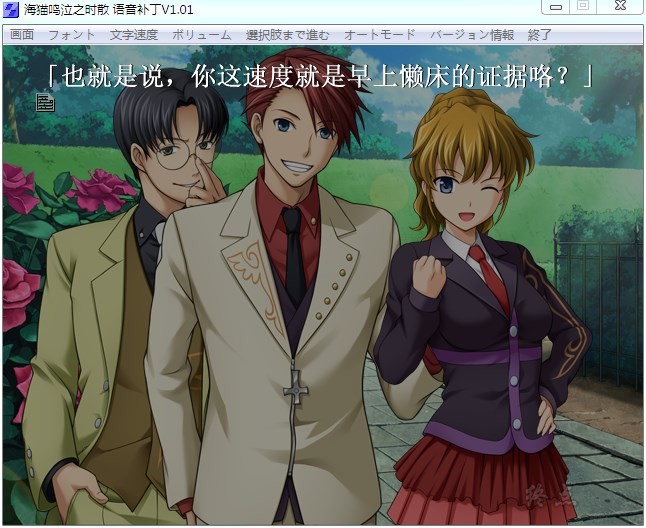 海猫鸣泣之时散 语音补丁V1.01
画面 フォント 文字速度 ボリューム 選択肢まで進む オートモード バージョン情報 終了
「也就是说，你这速度就是早上懒床的证据咯？」